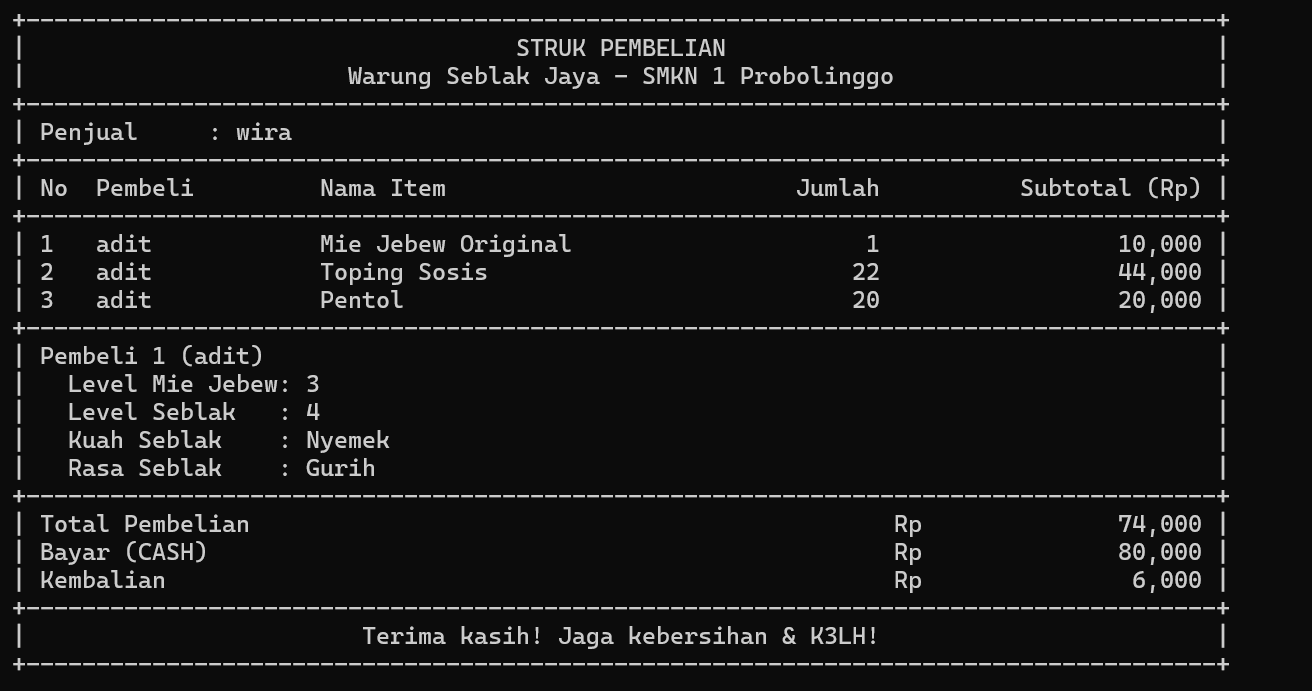 +-------------------------------------------------------------------------------------+
|                                   STRUK PEMBELIAN                                   |
|                       Warung Seblak Jaya - SMKN 1 Probolinggo                       |
+-------------------------------------------------------------------------------------+
| Penjual     : wira                                                                  |
+-------------------------------------------------------------------------------------+
| No  Pembeli         Nama Item                         Jumlah          Subtotal (Rp) |
+-------------------------------------------------------------------------------------+
| 1   adit            Mie Jebew Original                     1                 10,000 |
| 2   adit            Toping Sosis                          22                 44,000 |
| 3   adit            Pentol                                20                 20,000 |
+-------------------------------------------------------------------------------------+
| Pembeli 1 (adit)                                                                    |
|   Level Mie Jebew: 3                                                                |
|   Level Seblak   : 4                                                                |
|   Kuah Seblak    : Nyemek                                                           |
|   Rasa Seblak    : Gurih                                                            |
+-------------------------------------------------------------------------------------+
| Total Pembelian                                              Rp              74,000 |
| Bayar (CASH)                                                 Rp              80,000 |
| Kembalian                                                    Rp               6,000 |
+-------------------------------------------------------------------------------------+
|                        Terima kasih! Jaga kebersihan & K3LH!                        |
+-------------------------------------------------------------------------------------+